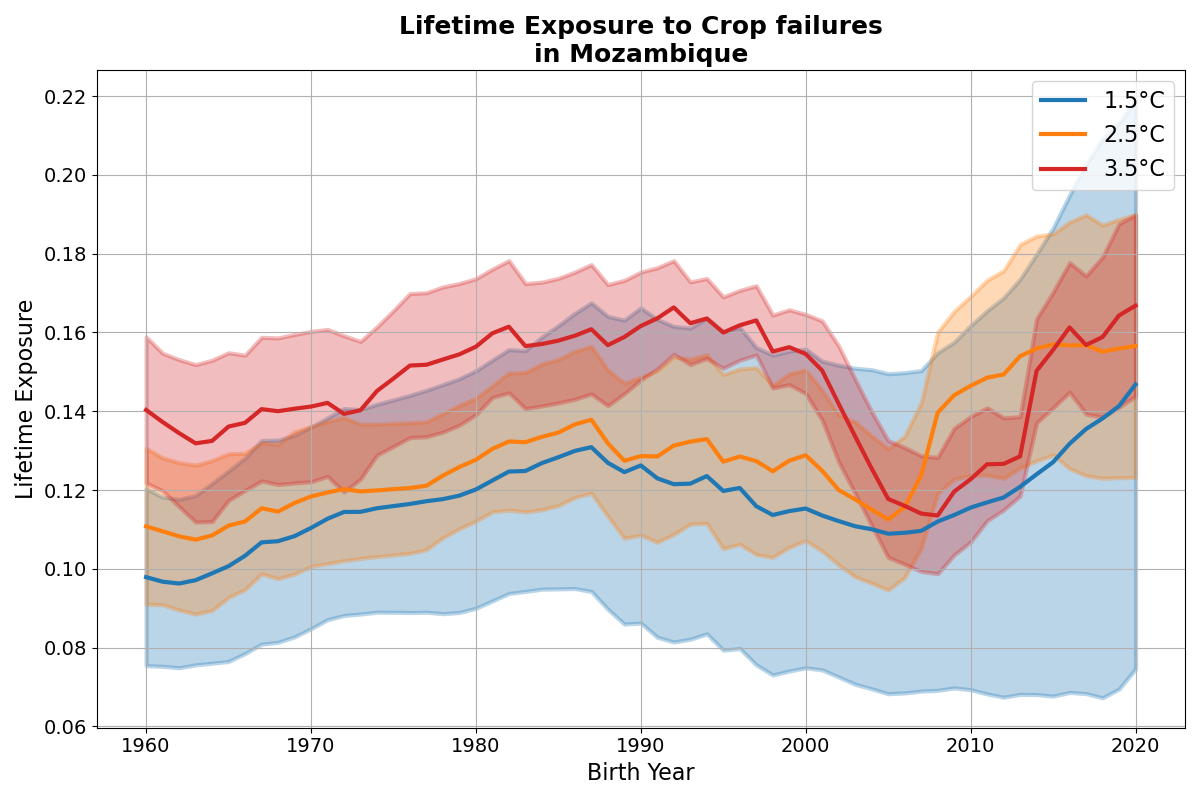 Lifetime Exposure to Crop failures
in Mozambique
1.5°C
2.5°C
3.5°C
Lifetime Exposure
0.22
0.20
0.18
0.16
0.14
0.12
0.10
0.08
0.06
1960
1970
1980
1990
2000
2010
2020
Birth Year